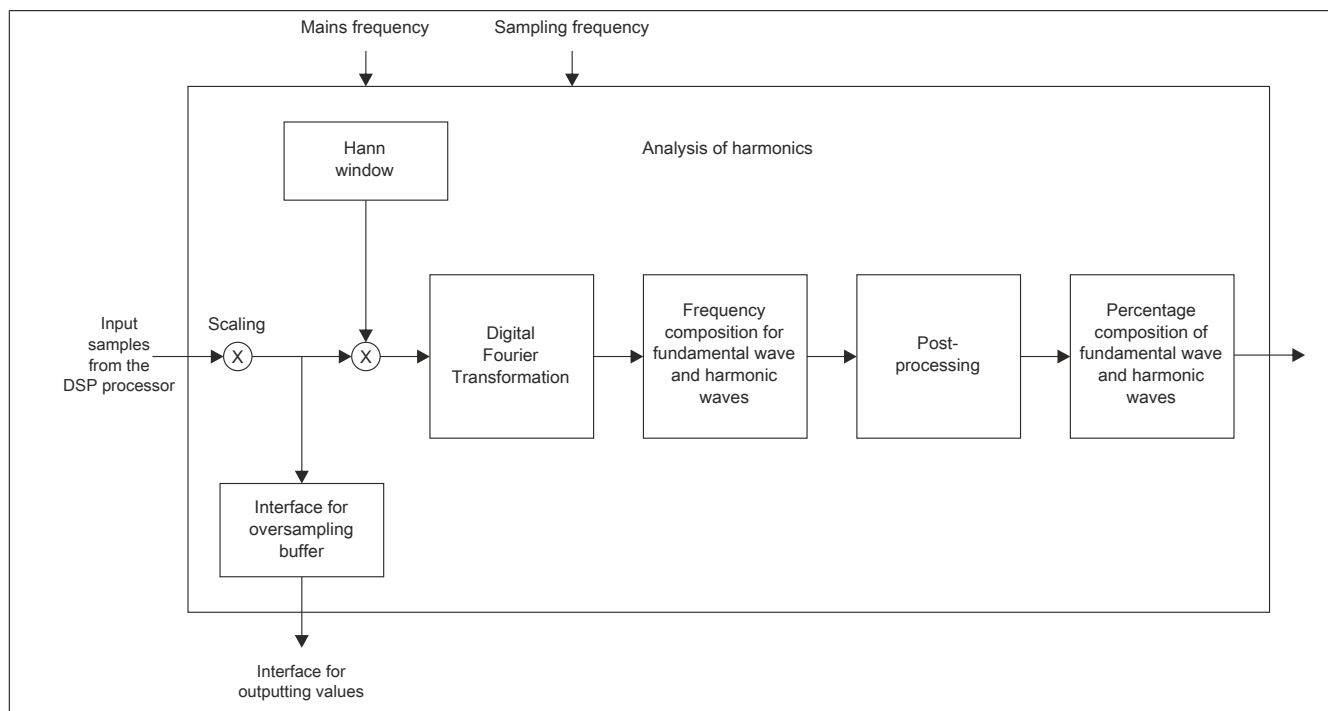 Mains frequency
Sampling frequency
Hann
window
Analysis of harmonics
Input
samples
from the
DSP processor
Scaling
X
X
Digital
Fourier
Transformation
Frequency
composition for
fundamental wave
and harmonic
waves
Post-
processing
Percentage
composition of
fundamental wave
and harmonic
waves
Interface for
oversampling
buffer
Interface for
outputting values